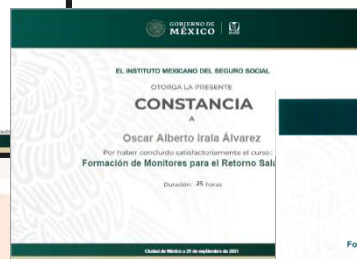 GOBIERNO DE
MÉXICO
EL INSTITUTO MEXICANO DEL SEGURO SOCIAL
OTORGA LA PRESENTE
CONSTANCIA
A
Oscar Alberto Irala Álvarez
Por haber concluido satisfactoriamente el curso:
Formación de Monitores para el Retorno Salu
Duración: 25 horas
Ciudad de México a 29 de septiembre de 2021
Fo